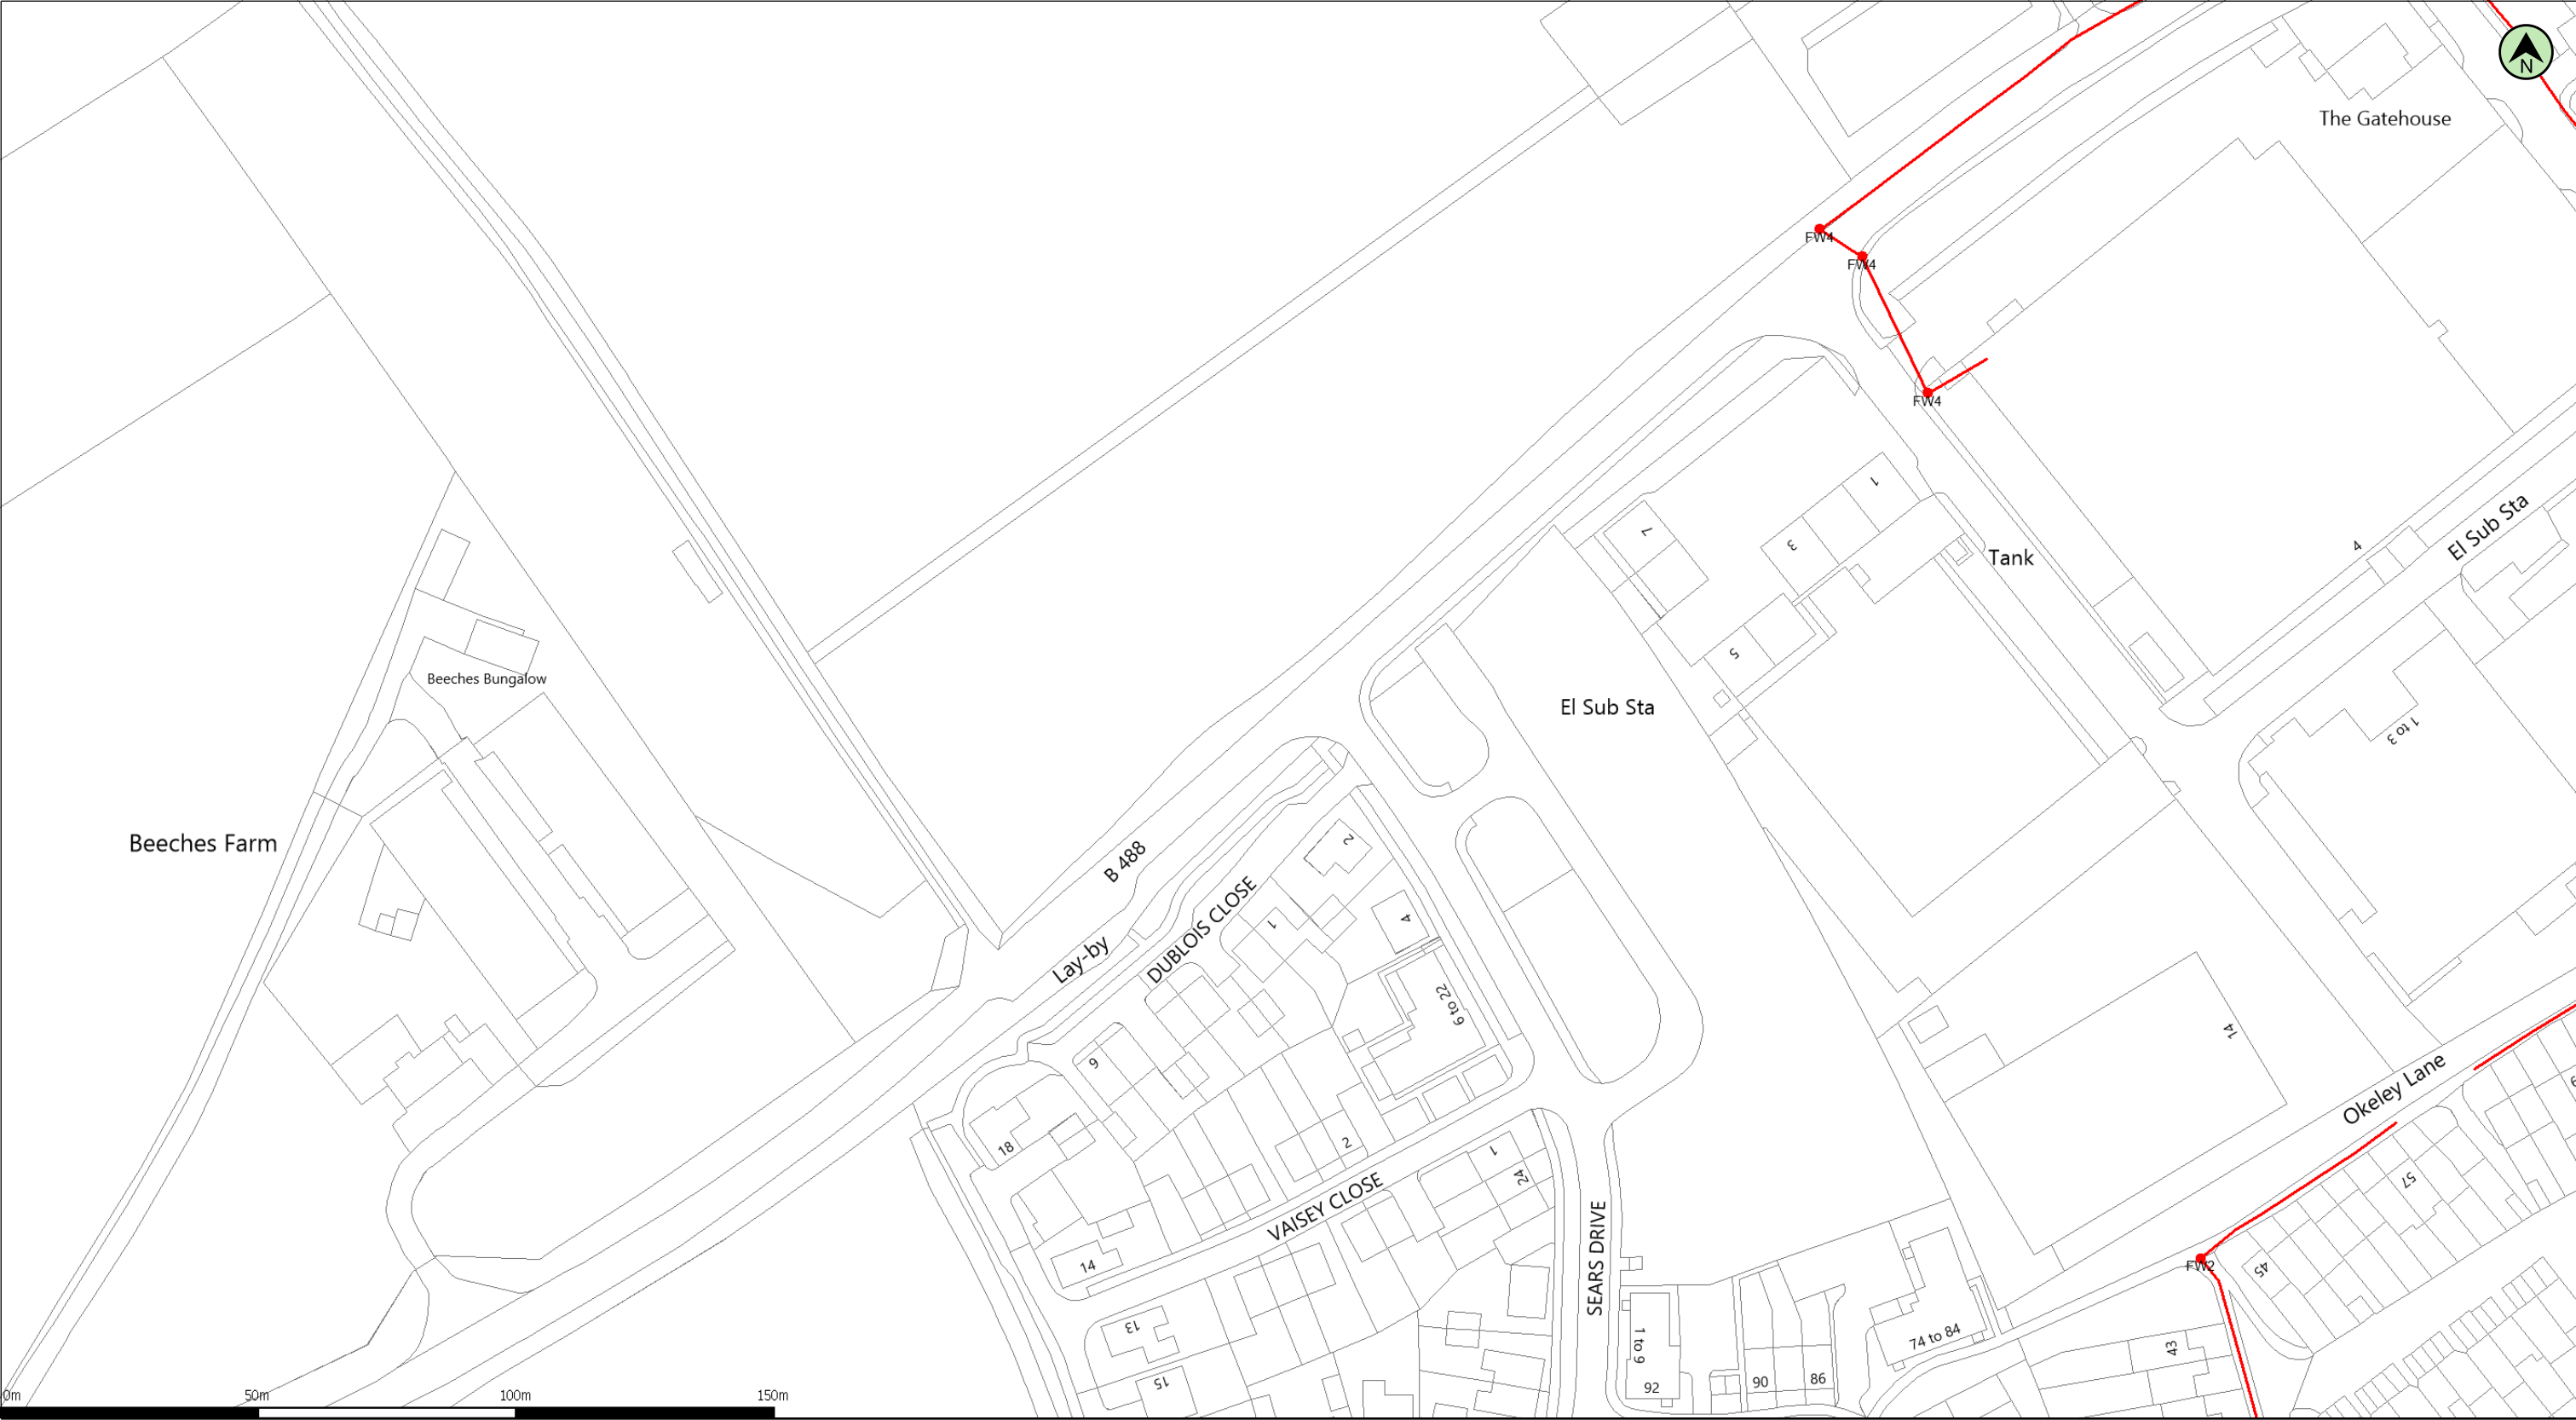 N
The Gatehouse
FW4
FW4
FW4
1
7
3
Tank
4
El Sub Sta
5
Beeches Bungalow
El Sub Sta
1 to 3
Beeches Farm
B 488
2
DUBLOIS CLOSE
1
4
Lay-by
6 to 22
14
9
Okeley Lane
18
2
1
24
57
VAISEY CLOSE
SEARS DRIVE
14
FW2
45
13
1 to 9
74 to 84
43
15
92
90
86
0m
50m
100m
150m